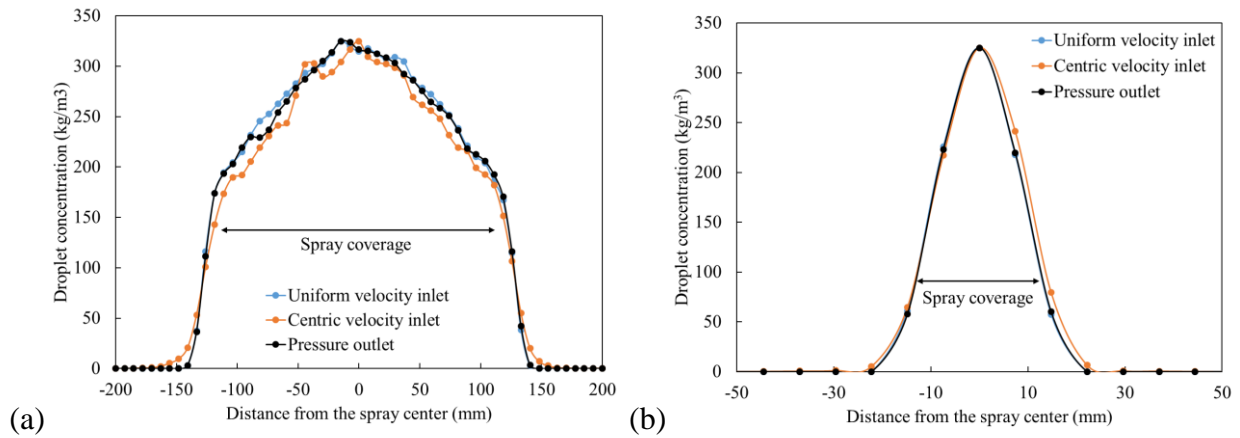 350
300
250
200
150
100
50
0
Droplet concentration (kg/m3)
Spray coverage
Uniform velocity inlet
Centric velocity inlet
Pressure outlet
-200 -150 -100 -50 0 50 100 150 200
Distance from the spray center (mm)
(a)
350
300
250
200
150
100
50
0
Droplet concentration (kg/m³)
Uniform velocity inlet
Centric velocity inlet
Pressure outlet
Spray coverage
-50 -30 -10 10 30 50
Distance from the spray center (mm)
(b)